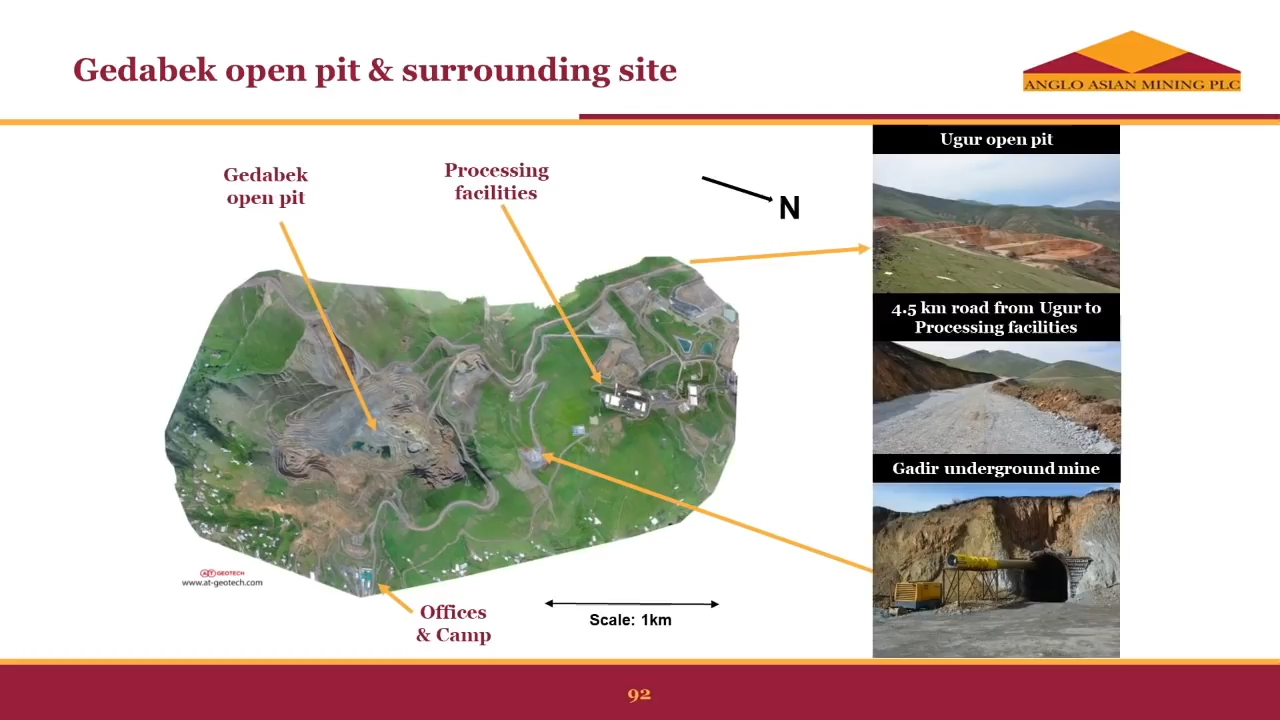 Gedabek open pit & surrounding site
ANGLO ASIAN MINING PLC
Gedabek
open pit
Processing
facilities
N
Ugur open pit
4.5 km road from Ugur to
Processing facilities
Gadir underground mine
AT GEOTECH
www.at-geotech.com
Offices
& Camp
Scale: 1km
92